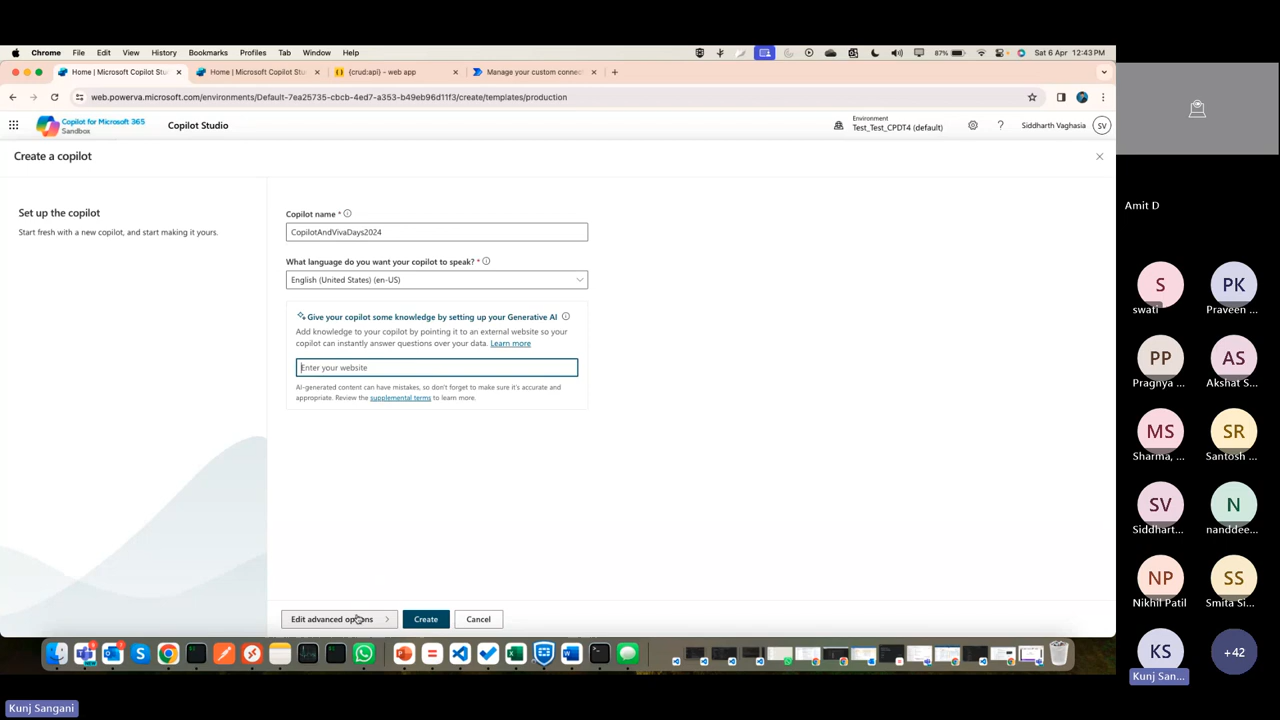 Chrome File Edit View History Bookmarks Profiles Tab Window Help 87% Sat 6 Apr 12:43 PM
Home | Microsoft Copilot Stu Home | Microsoft Copilot Stu {crud:api} - web app Manage your custom connect
web.powerva.microsoft.com/environments/Default-7ea25735-cbcb-4ed7-a353-b49eb96d11f3/create/templates/production
Copilot for Microsoft 365
Sandbox
Copilot Studio
Environment
Test_Test_CPDT4 (default)
Siddharth Vaghasia SV
Create a copilot
Set up the copilot
Start fresh with a new copilot, and start making it yours.
Copilot name *
CopilotAndVivaDays2024
What language do you want your copilot to speak? *
English (United States) (en-US)
Give your copilot some knowledge by setting up your Generative AI
Add knowledge to your copilot by pointing it to an external website so your
copilot can instantly answer questions over your data. Learn more
Enter your website
AI-generated content can have mistakes, so don't forget to make sure it's accurate and
appropriate. Review the supplemental terms to learn more.
Edit advanced options Create Cancel
Amit D
S PK
swati Praveen ...
PP AS
Pragnya ... Akshat S...
MS SR
Sharma, ... Santosh ...
SV N
Siddhart... nanddee...
NP SS
Nikhil Patil Smita Si...
KS +42
Kunj San...
Kunj Sangani